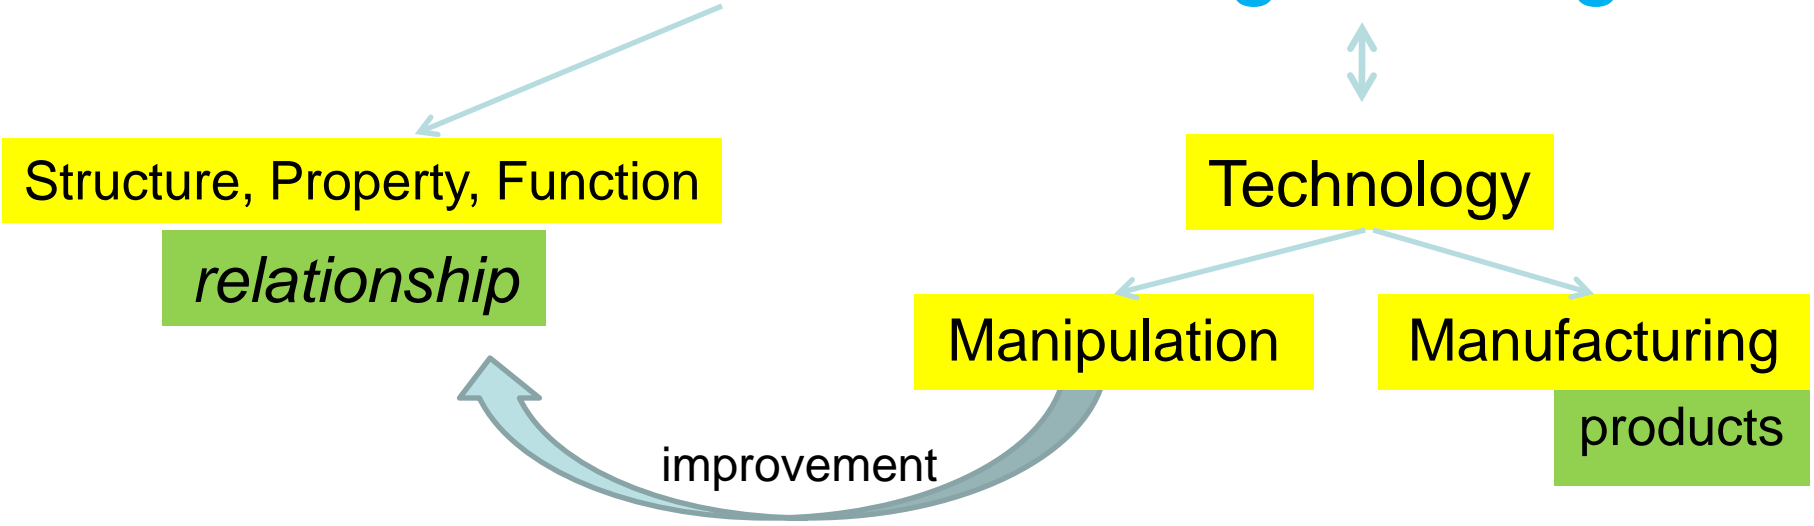 Structure, Property, Function
Technology
relationship
Manipulation
Manufacturing
products
improvement